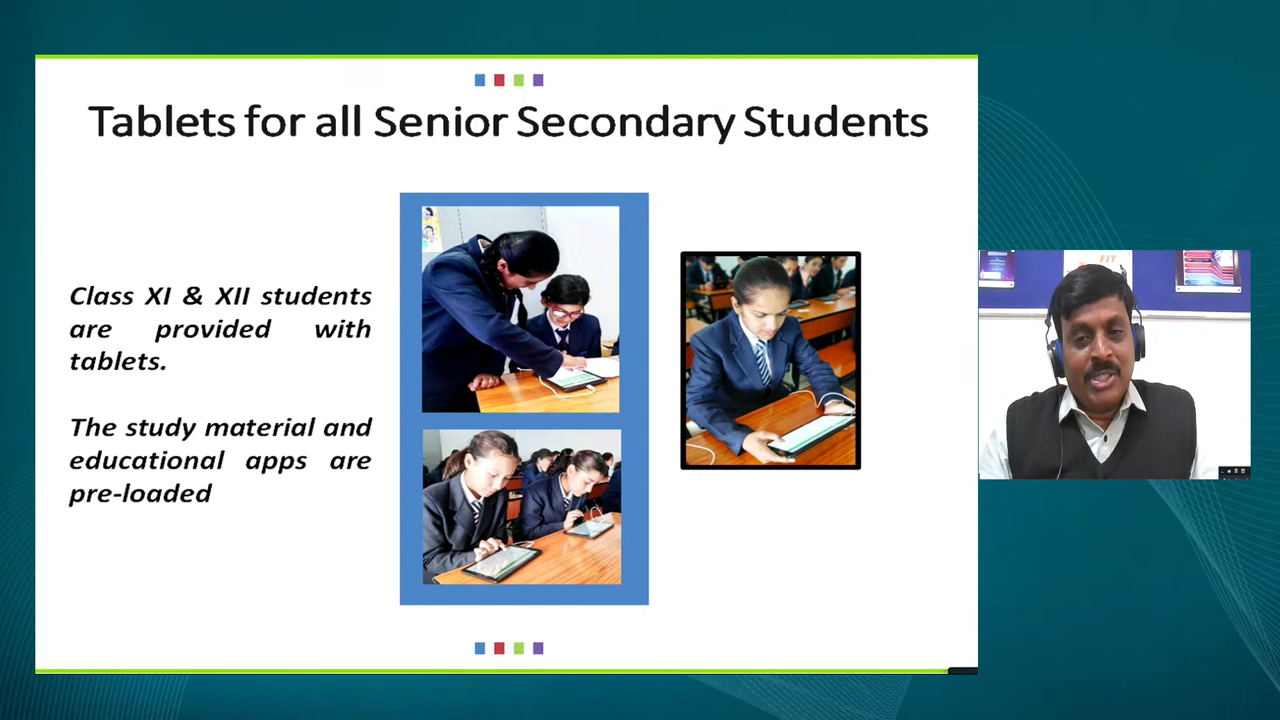 Tablets for all Senior Secondary Students
Class XI & XII students
are provided with
tablets.
The study material and
educational apps are
pre-loaded
FIT